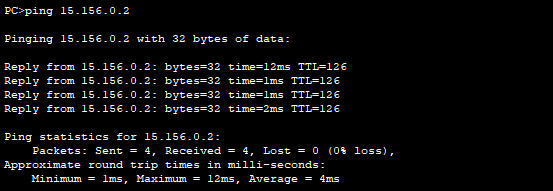 PC>ping 15.156.0.2
Pinging 15.156.0.2 with 32 bytes of data:
Reply from 15.156.0.2: bytes=32 time=12ms TTL=126
Reply from 15.156.0.2: bytes=32 time=1ms TTL=126
Reply from 15.156.0.2: bytes=32 time=1ms TTL=126
Reply from 15.156.0.2: bytes=32 time=2ms TTL=126
Ping statistics for 15.156.0.2:
    Packets: Sent = 4, Received = 4, Lost = 0 (0% loss),
Approximate round trip times in milli-seconds:
    Minimum = 1ms, Maximum = 12ms, Average = 4ms